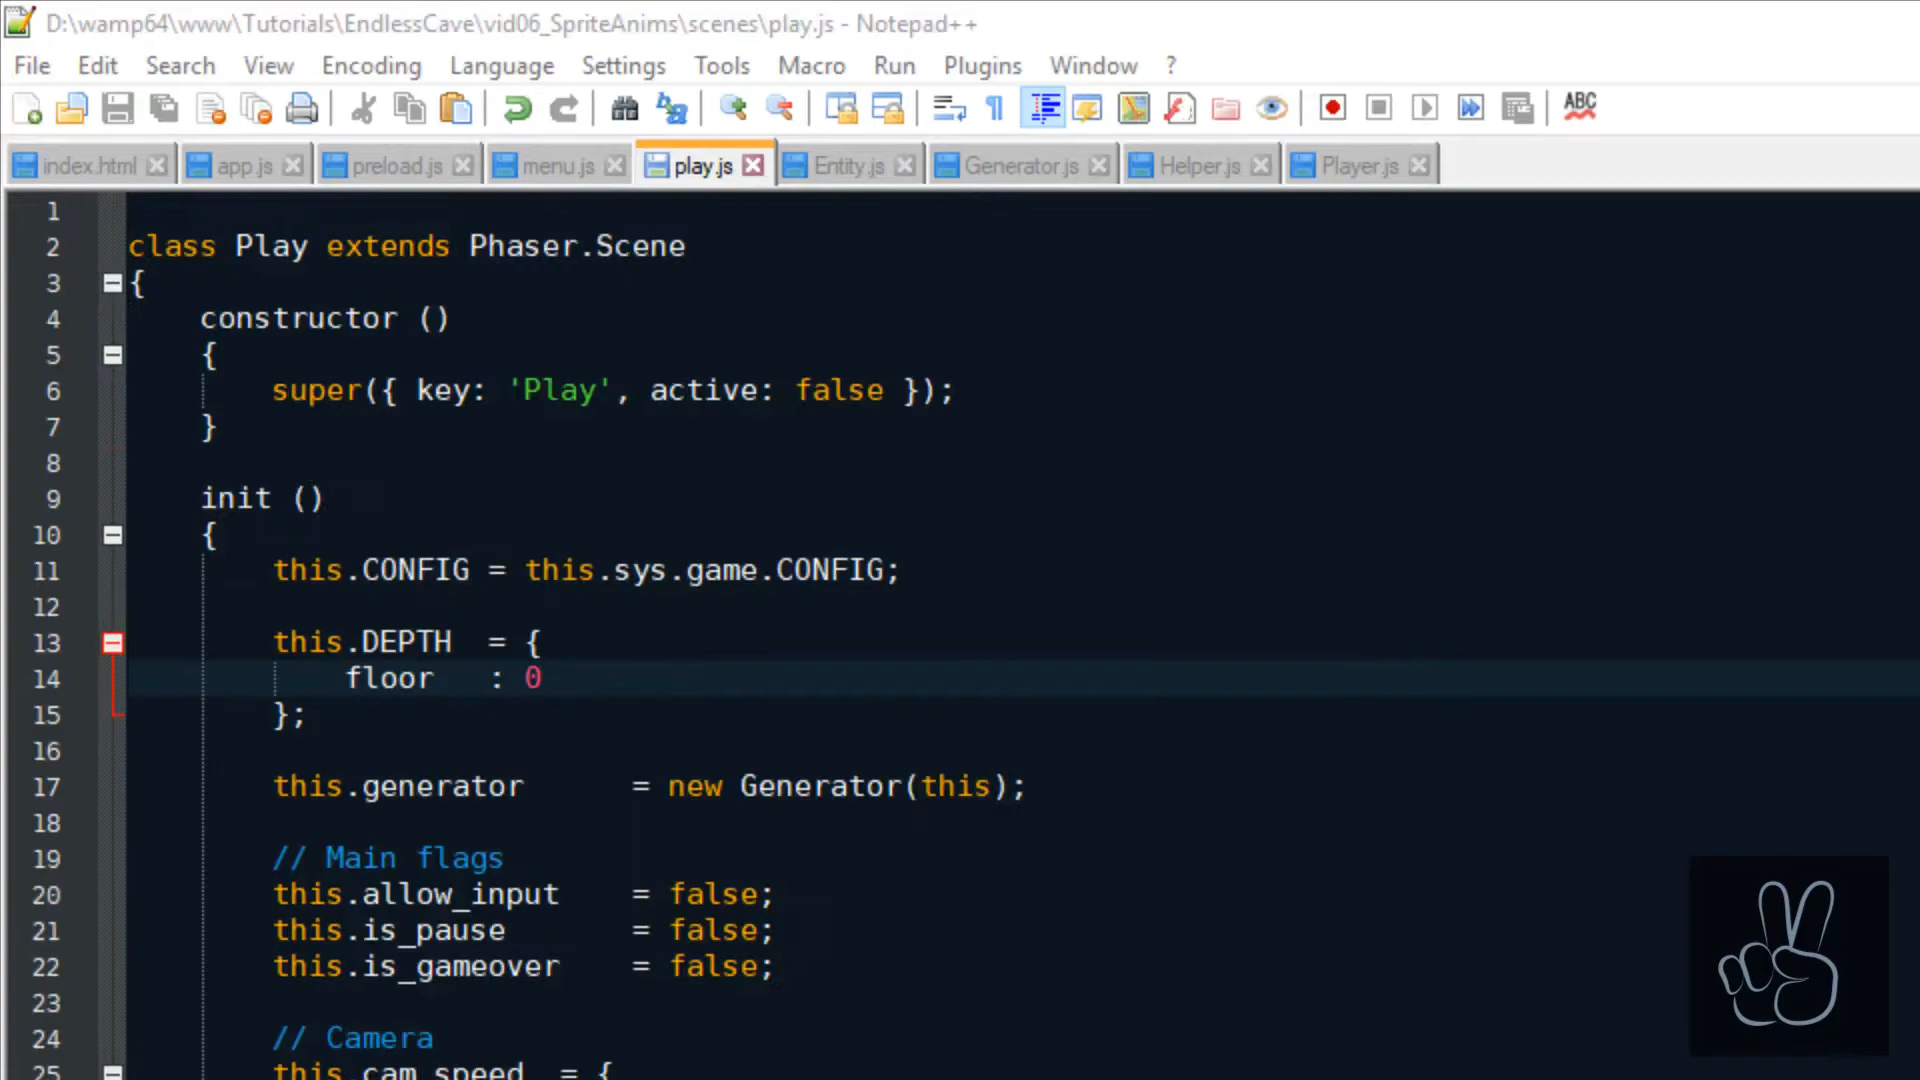 D:\wamp64\www\Tutorials\EndlessCave\vid06_SpriteAnims\scenes\play.js - Notepad++
File Edit Search View Encoding Language Settings Tools Macro Run Plugins Window ?
ABC
index.html app.js preload.js menu.js play.js Entity.js Generator.js Helper.js Player.js
1
2 class Play extends Phaser.Scene
3 {
4 constructor ()
5 {
6 super({ key: 'Play', active: false });
7 }
8
9 init ()
10 {
11 this.CONFIG = this.sys.game.CONFIG;
12
13 this.DEPTH = {
14 floor : 0
15 };
16
17 this.generator = new Generator(this);
18
19 // Main flags
20 this.allow_input = false;
21 this.is_pause = false;
22 this.is_gameover = false;
23
24 // Camera
25 this.cam_speed = {